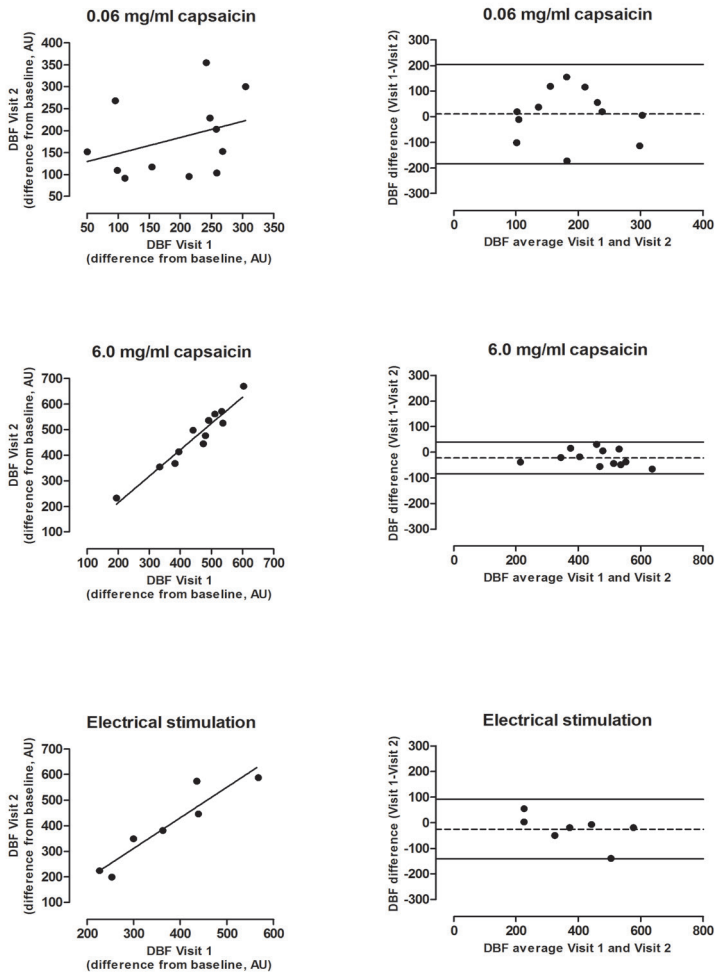 0.06 mg/ml capsaicin
DBF Visit 2
(difference from baseline, AU)
400
350
300
250
200
150
100
50
50 100 150 200 250 300 350
DBF Visit 1
(difference from baseline, AU)
0.06 mg/ml capsaicin
DBF difference (Visit 1-Visit 2)
300
200
100
0
-100
-200
-300
0 100 200 300 400
DBF average Visit 1 and Visit 2
6.0 mg/ml capsaicin
DBF Visit 2
(difference from baseline, AU)
700
600
500
400
300
200
100
100 200 300 400 500 600 700
DBF Visit 1
(difference from baseline, AU)
6.0 mg/ml capsaicin
DBF difference (Visit 1-Visit 2)
300
200
100
0
-100
-200
-300
0 200 400 600 800
DBF average Visit 1 and Visit 2
Electrical stimulation
DBF Visit 2
(difference from baseline, AU)
700
600
500
400
300
200
100
200 300 400 500 600
DBF Visit 1
(difference from baseline, AU)
Electrical stimulation
DBF difference (Visit 1-Visit 2)
300
200
100
0
-100
-200
-300
0 200 400 600 800
DBF average Visit 1 and Visit 2